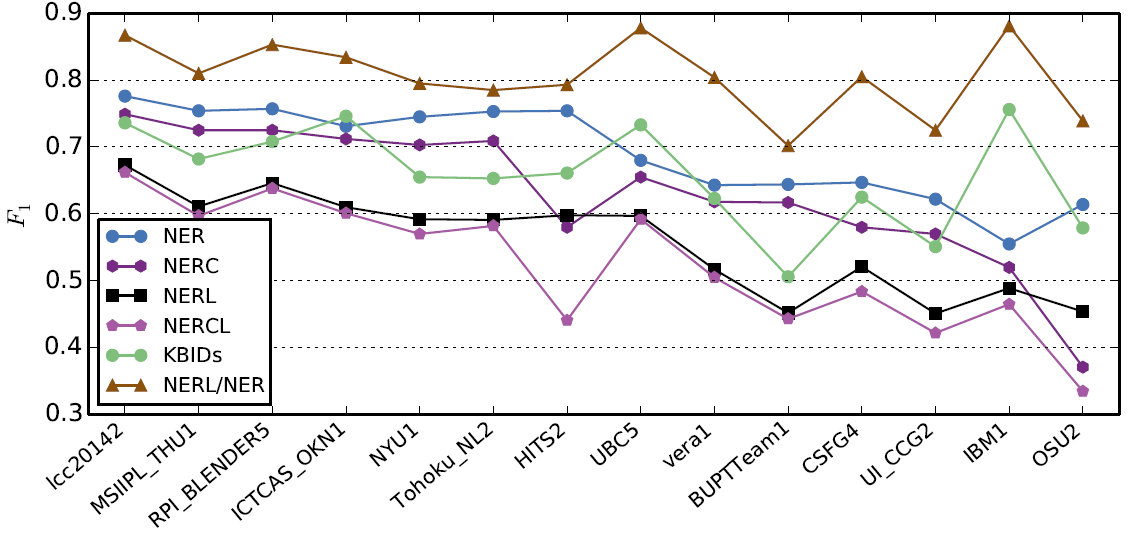 0.9
0.8
0.7
0.6
0.5
0.4
0.3
F1
NER
NERC
NERL
NERCL
KBIDs
NERL/NER
lcc20142
MSIIPL_THU1
RPI_BLENDER5
ICTCAS_OKN1
NYU1
Tohoku_NL2
HITS2
UBC5
vera1
BUPTTeam1
CSFG4
UI_CCG2
IBM1
OSU2